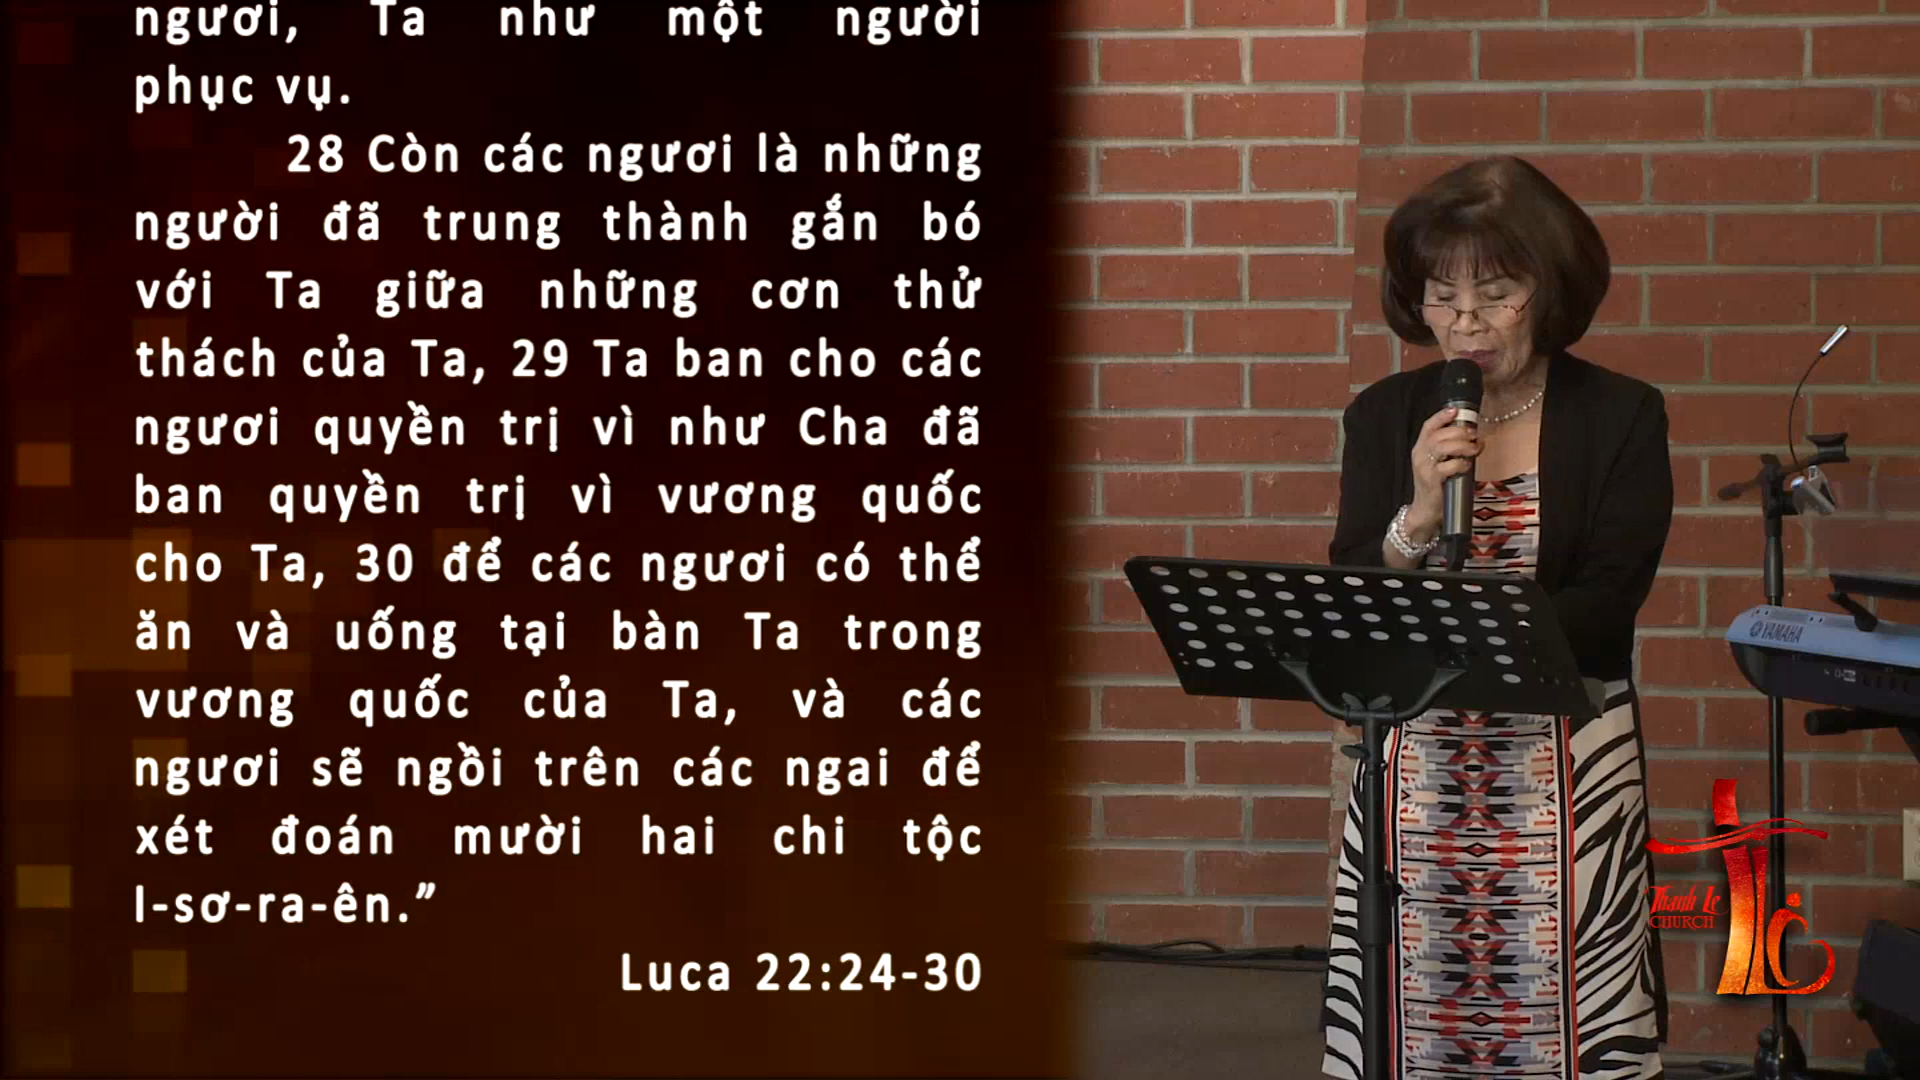 ngươi, Ta như một người
phục vụ.
28 Còn các ngươi là những
người đã trung thành gắn bó
với Ta giữa những cơn thử
thách của Ta, 29 Ta ban cho các
ngươi quyền trị vì như Cha đã
ban quyền trị vì vương quốc
cho Ta, 30 để các ngươi có thể
ăn và uống tại bàn Ta trong
vương quốc của Ta, và các
ngươi sẽ ngồi trên các ngai để
xét đoán mười hai chi tộc
I-sơ-ra-ên.”
Luca 22:24-30
YAMAHA
Thanh Le
CHURCH